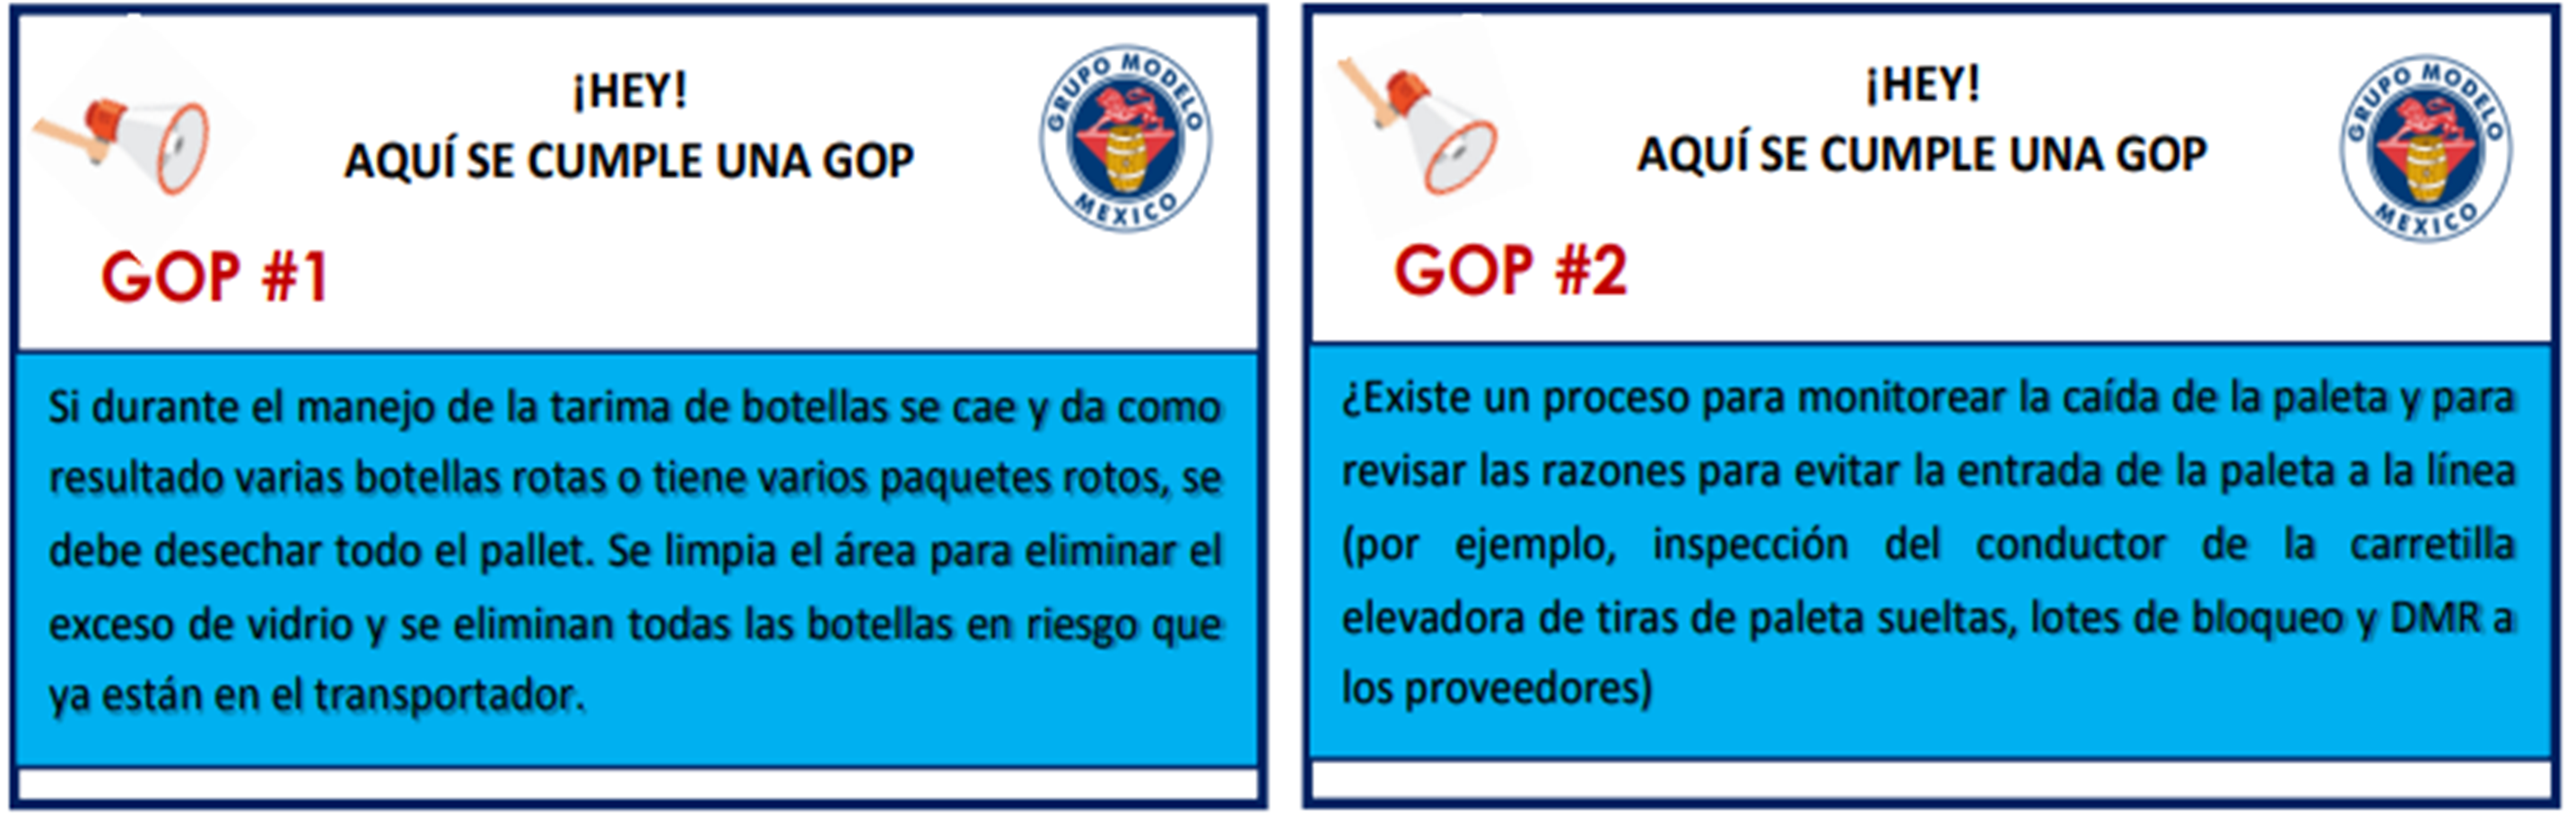 ¡HEY!
AQUÍ SE CUMPLE UNA GOP
GRUPO MODELO
MEXICO
GOP #1
Si durante el manejo de la tarima de botellas se cae y da como
resultado varias botellas rotas o tiene varios paquetes rotos, se
debe desechar todo el pallet. Se limpia el área para eliminar el
exceso de vidrio y se eliminan todas las botellas en riesgo que
ya están en el transportador.
¡HEY!
AQUÍ SE CUMPLE UNA GOP
GRUPO MODELO
MEXICO
GOP #2
¿Existe un proceso para monitorear la caída de la paleta y para
revisar las razones para evitar la entrada de la paleta a la línea
(por ejemplo, inspección del conductor de la carretilla
elevadora de tiras de paleta sueltas, lotes de bloqueo y DMR a
los proveedores)